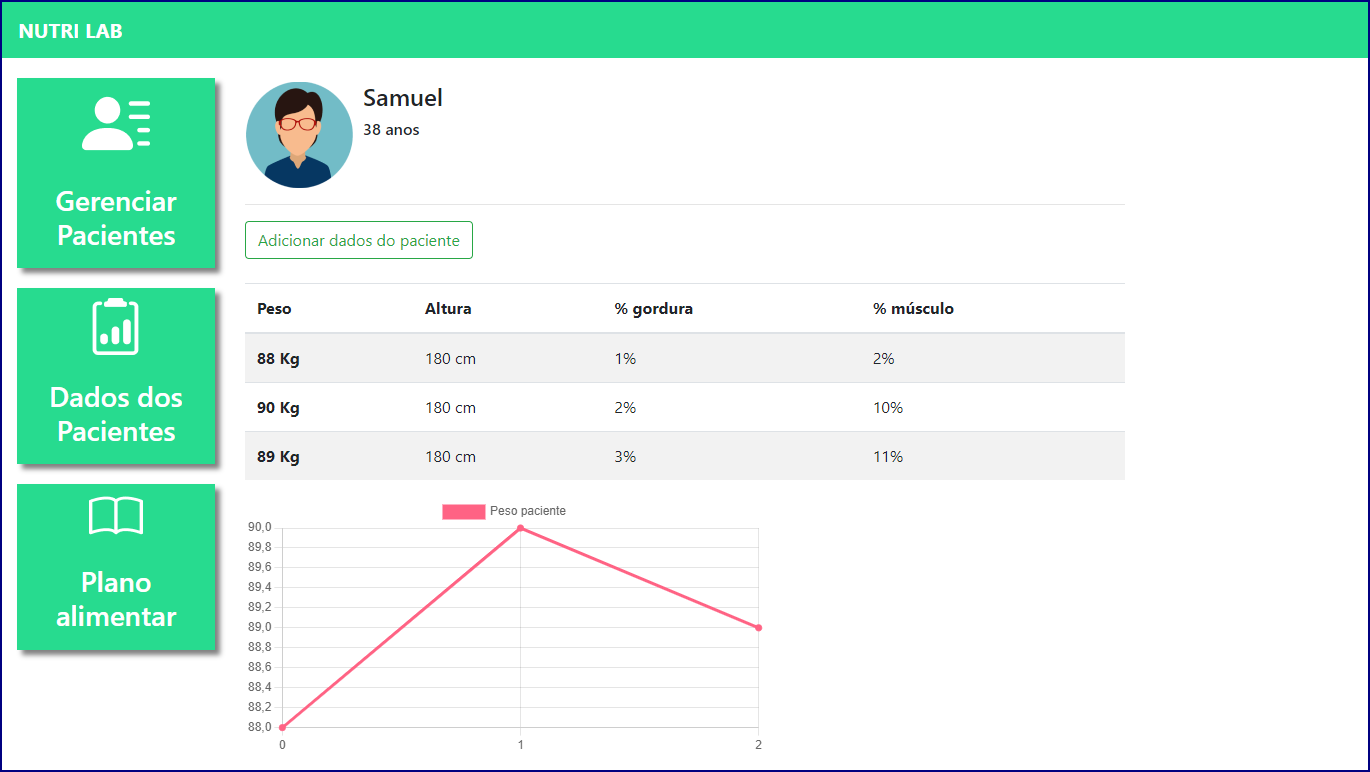 NUTRI LAB
Gerenciar
Pacientes
Dados dos
Pacientes
Plano
alimentar
Samuel
38 anos
Adicionar dados do paciente
Peso Altura % gordura % músculo
88 Kg 180 cm 1% 2%
90 Kg 180 cm 2% 10%
89 Kg 180 cm 3% 11%
Peso paciente
90,0
89,8
89,6
89,4
89,2
89,0
88,8
88,6
88,4
88,2
88,0
0 1 2